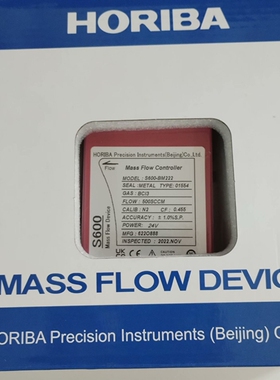 HORIBA
HORIBA Precision Instruments(Beijing)Co.,Ltd.
Flow
Mass Flow Controller
MODEL : S600-BM222
SEAL :METAL TYPE: 01564
GAS: BCl3
FLOW: 500SCCM
CALIB: N2 CF: 0.455
ACCURACY: ± 1.0%S.P.
POWER: 24V
MFG :
INSPECTED : 2022.NOV
S600
Mass Flow Device
MASS FLOW DEVIC
ORIBA Precision Instruments (Beijing) C